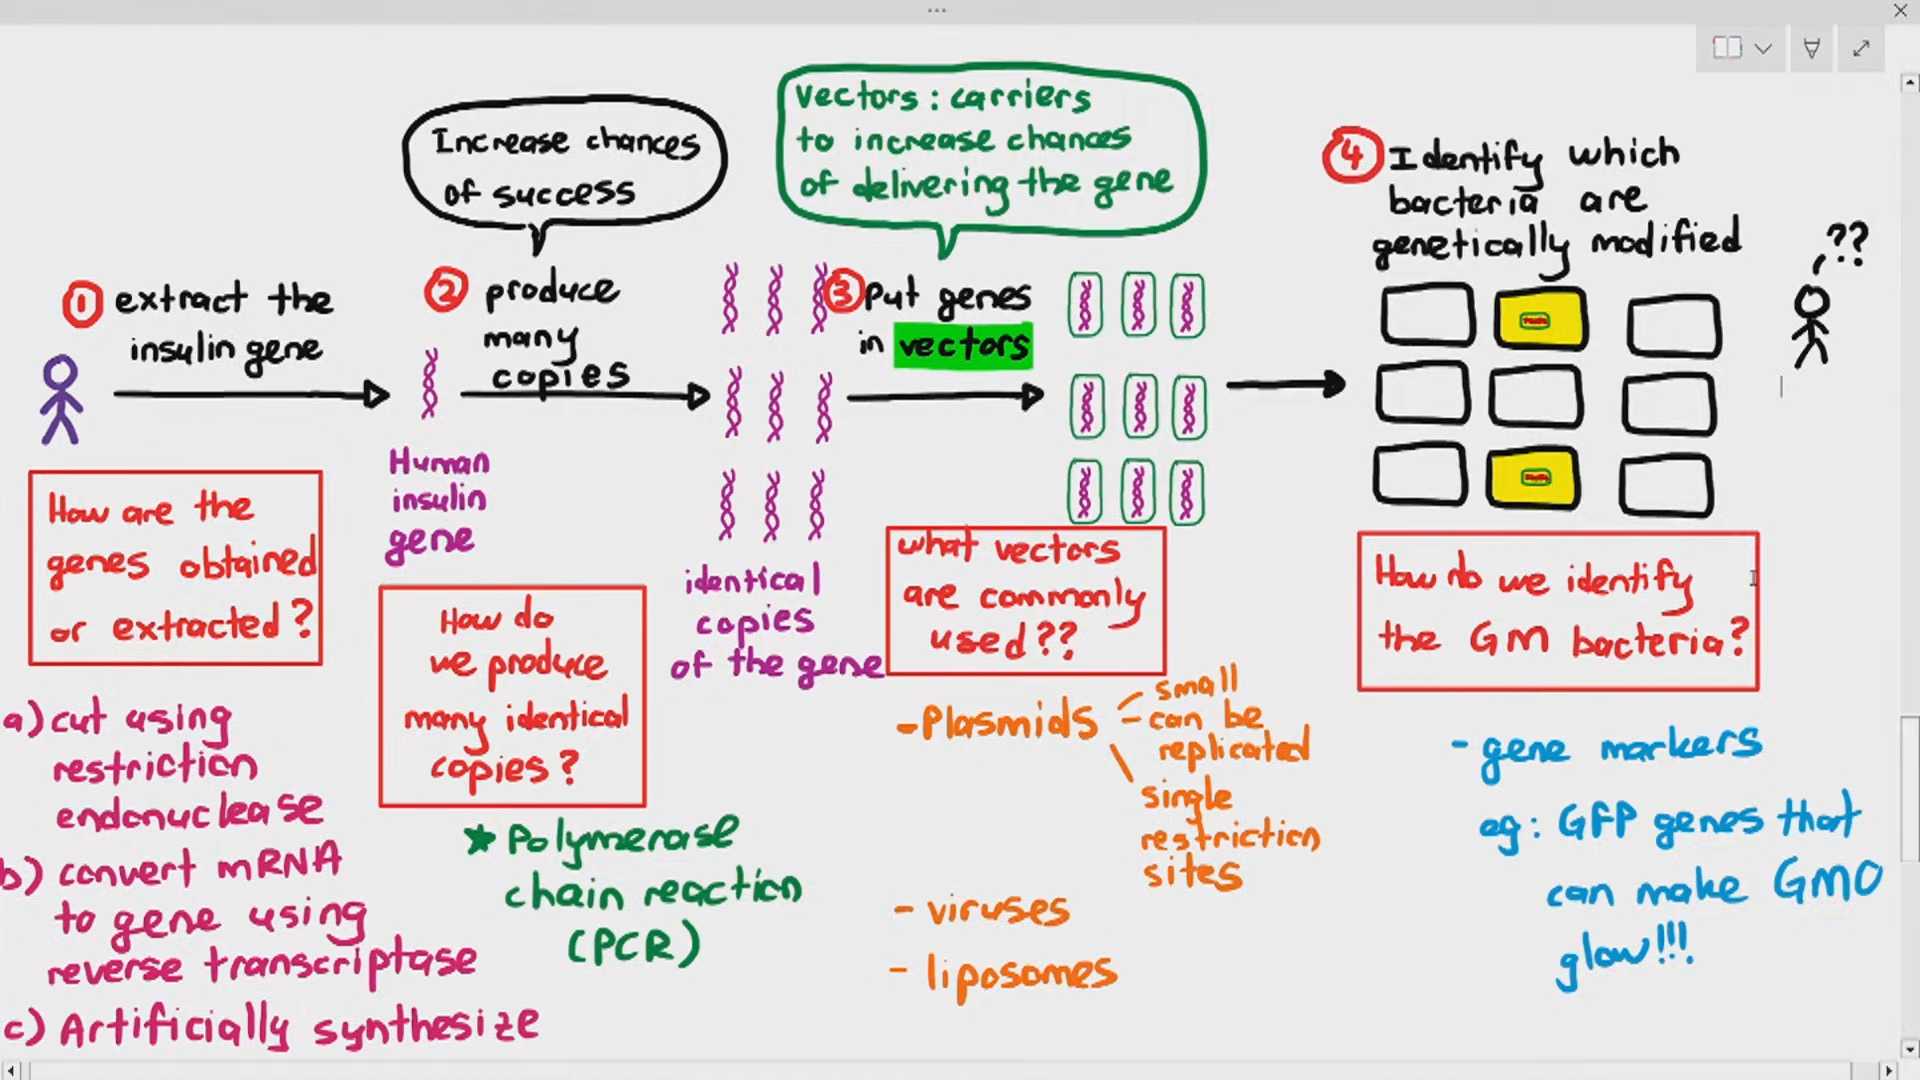 Increase chances
of success
vectors : carriers
to increase chances
of delivering the gene
① extract the
insulin gene
② produce
many
copies
③ Put genes
in vectors
④ Identify which
bacteria are
genetically modified
??
Human
insulin
gene
identical
copies
of the gene
How are the
genes obtained
or extracted?
a) cut using
restriction
endonuclease
b) convert mRNA
to gene using
reverse transcriptase
c) Artificially synthesize
How do
we produce
many identical
copies?
★ Polymerase
chain reaction
(PCR)
what vectors
are commonly
used??
- Plasmids
- small
- can be
replicated
single
restriction
sites
- viruses
- liposomes
How do we identify
the GM bacteria?
- gene markers
eg: GFP genes that
can make GMO
glow!!!